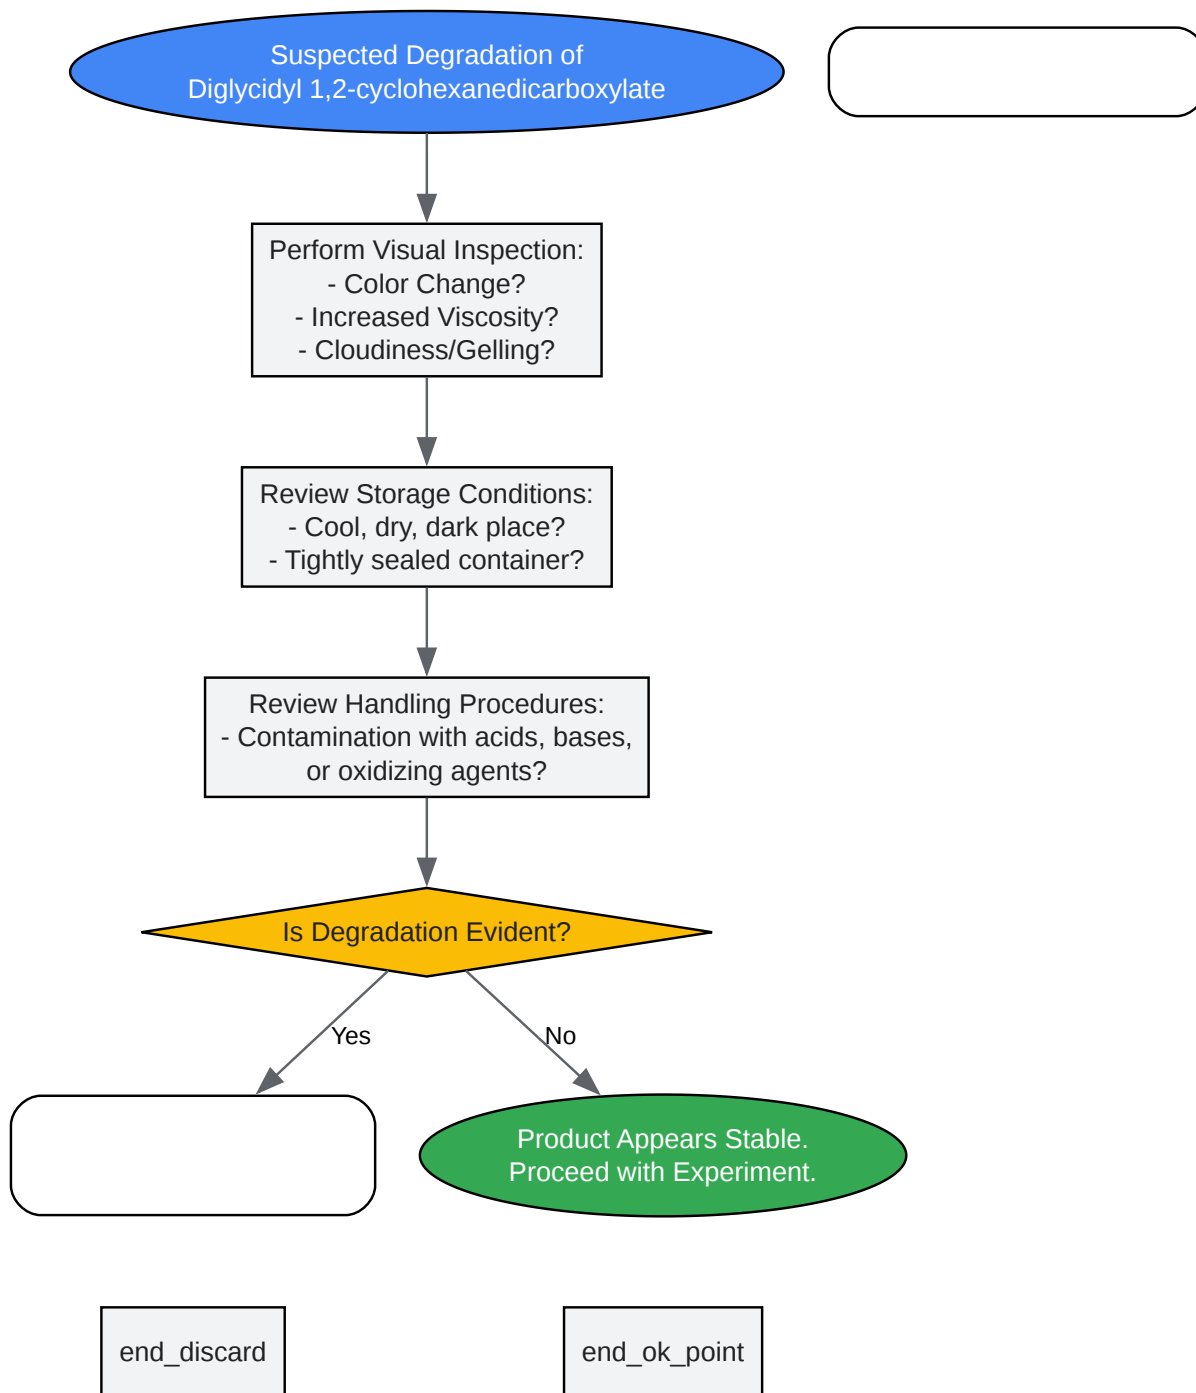 Suspected Degradation of
Diglycidyl 1,2-cyclohexanedicarboxylate
Perform Visual Inspection:
- Color Change?
- Increased Viscosity?
- Cloudiness/Gelling?
Review Storage Conditions:
- Cool, dry, dark place?
- Tightly sealed container?
Review Handling Procedures:
- Contamination with acids, bases,
or oxidizing agents?
Is Degradation Evident?
Yes
No
Product Appears Stable.
Proceed with Experiment.
end_discard
end_ok_point